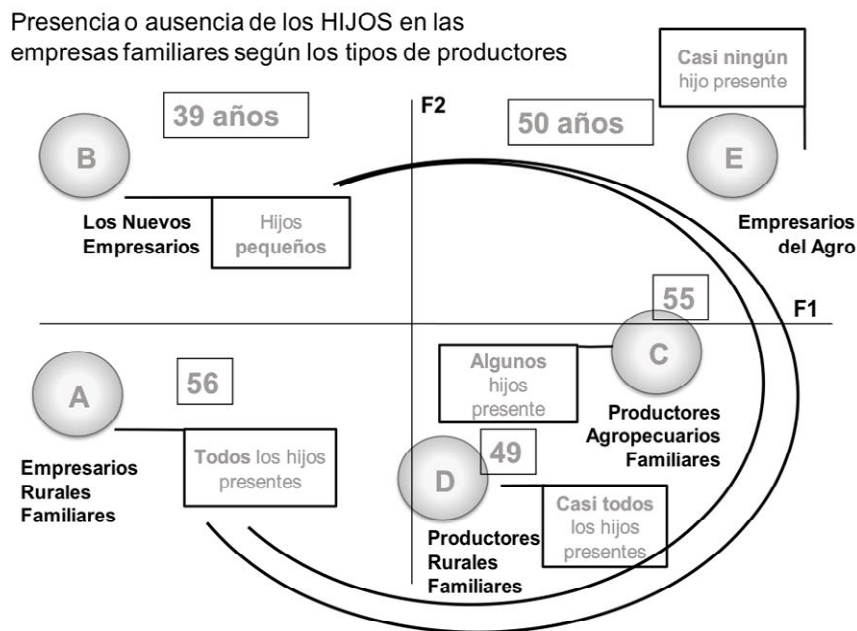 Presencia o ausencia de los HIJOS en las
empresas familiares según los tipos de productores
B
39 años
Los Nuevos
Empresarios
Hijos
pequeños
F2
50 años
Casi ningún
hijo presente
E
Empresarios
del Agro
55
F1
C
Algunos
hijos
presente
Productores
Agropecuarios
Familiares
A
56
Todos los hijos
presentes
Empresarios
Rurales
Familiares
D
49
Casi todos
los hijos
presentes
Productores
Rurales
Familiares